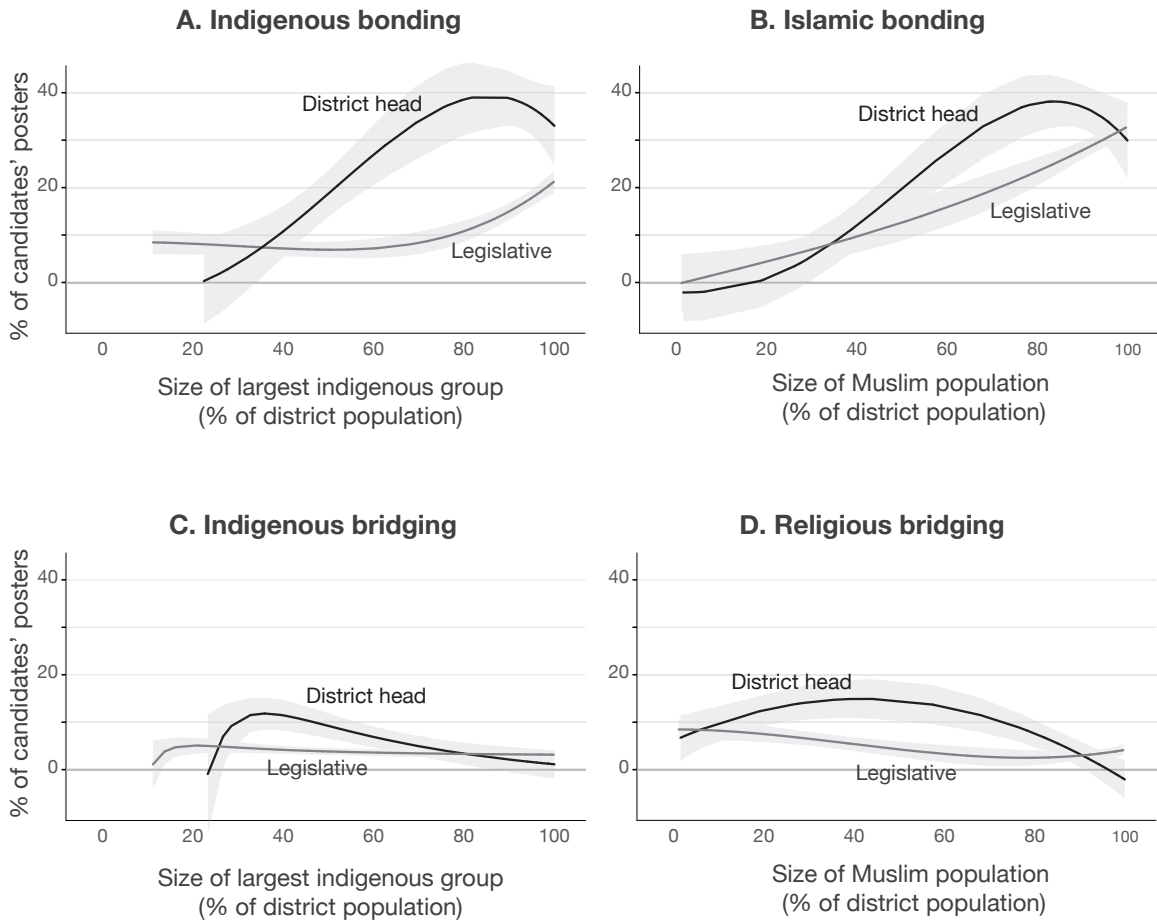 A. Indigenous bonding
% of candidates’ posters
40
20
0
District head
Legislative
0 20 40 60 80 100
Size of largest indigenous group
(% of district population)
B. Islamic bonding
40
20
0
District head
Legislative
0 20 40 60 80 100
Size of Muslim population
(% of district population)
C. Indigenous bridging
% of candidates’ posters
40
20
0
District head
Legislative
0 20 40 60 80 100
Size of largest indigenous group
(% of district population)
D. Religious bridging
40
20
0
District head
Legislative
0 20 40 60 80 100
Size of Muslim population
(% of district population)